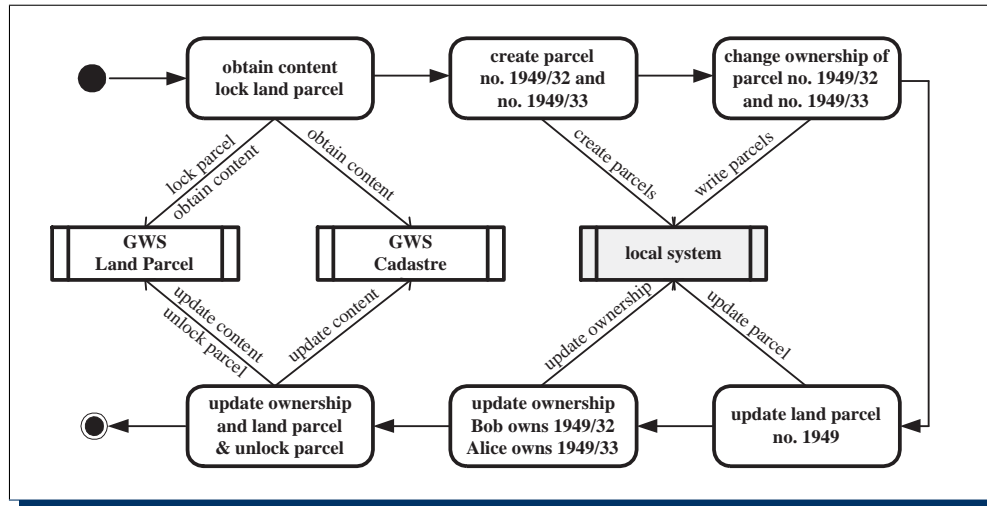 obtain content
lock land parcel
create parcel
no. 1949/32 and
no. 1949/33
change ownership of
parcel no. 1949/32
and no. 1949/33
lock parcel
obtain content
obtain content
create parcels
write parcels
GWS
Land Parcel
GWS
Cadastre
local system
update content
unlock parcel
update content
update ownership
update parcel
update ownership
and land parcel
& unlock parcel
update ownership
Bob owns 1949/32
Alice owns 1949/33
update land parcel
no. 1949